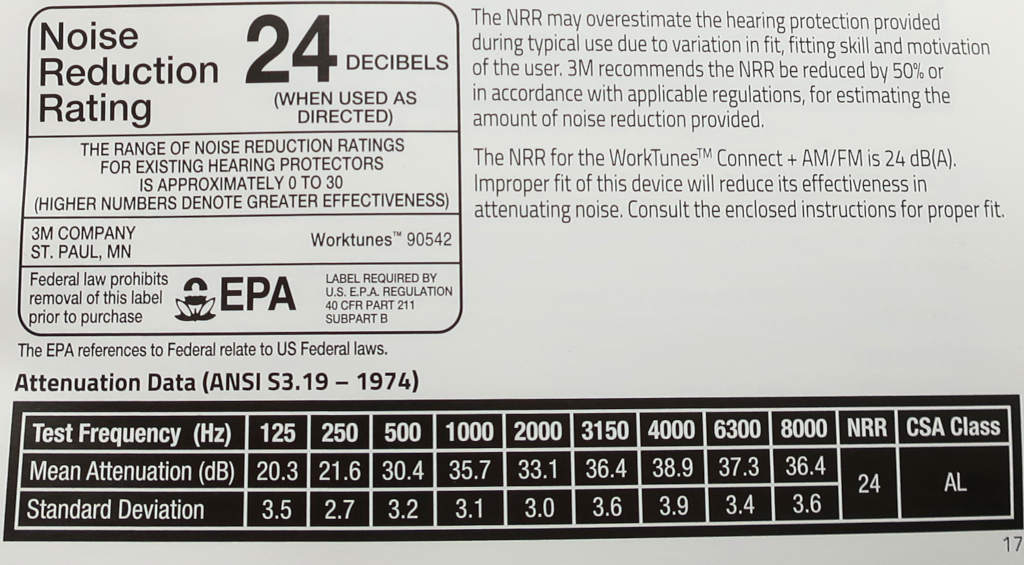 Noise
Reduction
Rating
24 DECIBELS
(WHEN USED AS
DIRECTED)
THE RANGE OF NOISE REDUCTION RATINGS
FOR EXISTING HEARING PROTECTORS
IS APPROXIMATELY 0 TO 30
(HIGHER NUMBERS DENOTE GREATER EFFECTIVENESS)
3M COMPANY
ST. PAUL, MN
Worktunes™ 90542
Federal law prohibits
removal of this label
prior to purchase
EPA
LABEL REQUIRED BY
U.S. E.P.A. REGULATION
40 CFR PART 211
SUBPART B
The EPA references to Federal relate to US Federal laws.
The NRR may overestimate the hearing protection provided
during typical use due to variation in fit, fitting skill and motivation
of the user. 3M recommends the NRR be reduced by 50% or
in accordance with applicable regulations, for estimating the
amount of noise reduction provided.
The NRR for the WorkTunes™ Connect + AM/FM is 24 dB(A).
Improper fit of this device will reduce its effectiveness in
attenuating noise. Consult the enclosed instructions for proper fit.
Attenuation Data (ANSI S3.19 – 1974)
Test Frequency (Hz) 125 250 500 1000 2000 3150 4000 6300 8000 NRR CSA Class
Mean Attenuation (dB) 20.3 21.6 30.4 35.7 33.1 36.4 38.9 37.3 36.4 24 AL
Standard Deviation 3.5 2.7 3.2 3.1 3.0 3.6 3.9 3.4 3.6
17